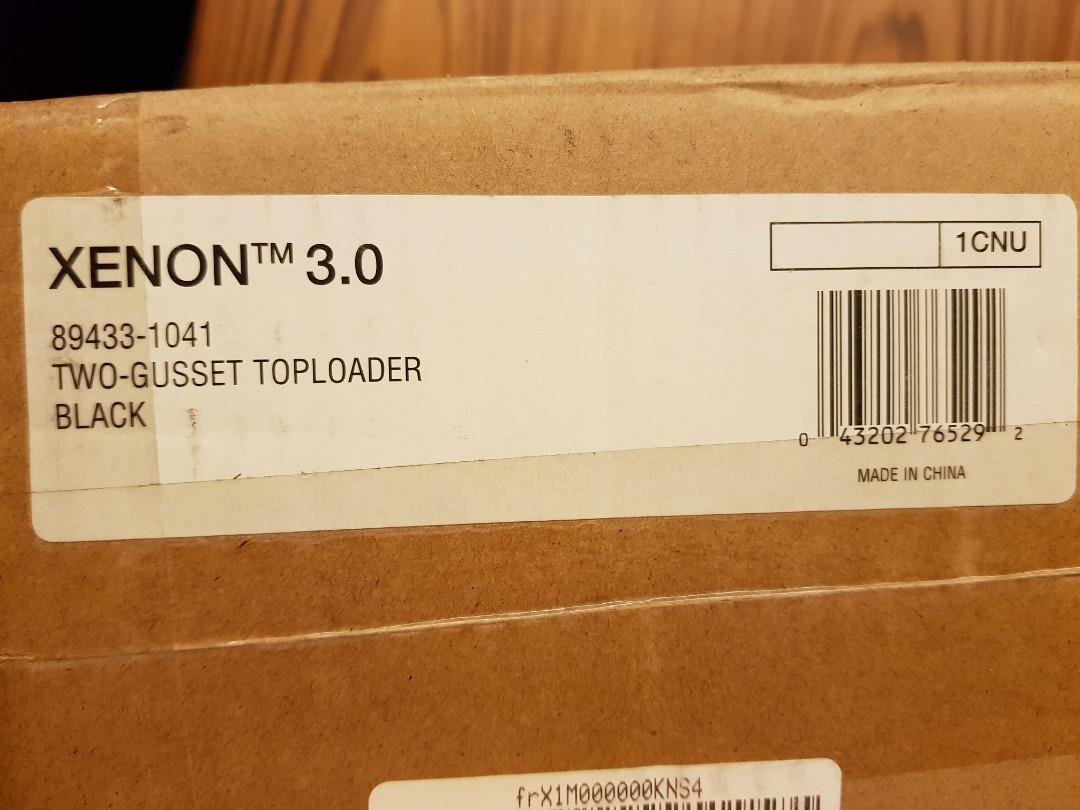 XENON™ 3.0
1CNU
89433-1041
TWO-GUSSET TOPLOADER
BLACK
0 43202 76529 2
MADE IN CHINA
frX1M000000KNS4